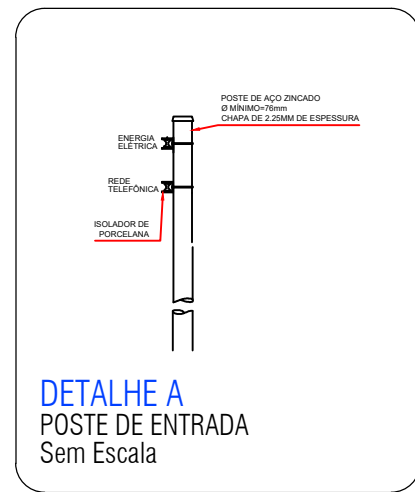 POSTE DE AÇO ZINCADO
Ø MÍNIMO=76mm
CHAPA DE 2.25MM DE ESPESSURA
ENERGIA
ELÉTRICA
REDE
TELEFÔNICA
ISOLADOR DE
PORCELANA
DETALHE A
POSTE DE ENTRADA
Sem Escala